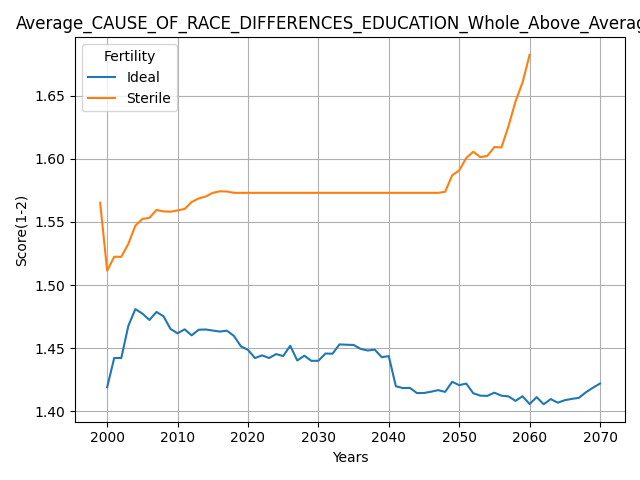 Average_CAUSE_OF_RACE_DIFFERENCES_EDUCATION_Whole_Above_Averag
Fertility
Ideal
Sterile
1.65
1.60
1.55
1.50
1.45
1.40
Score(1-2)
2000 2010 2020 2030 2040 2050 2060 2070
Years